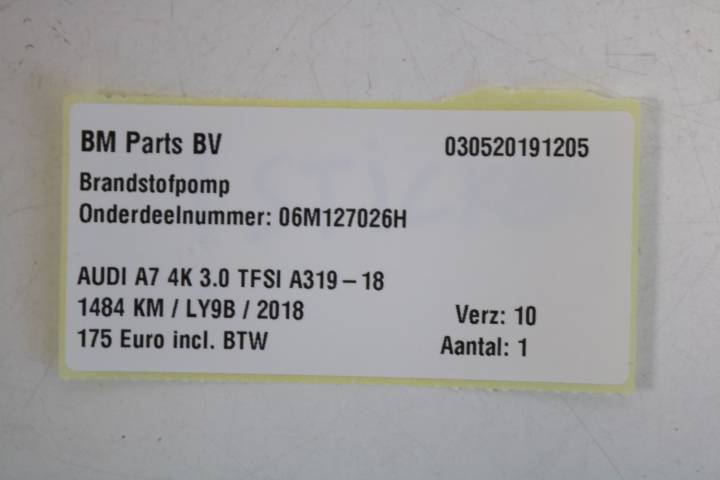 BM Parts BV 030520191205
Brandstofpomp
Onderdeelnummer: 06M127026H
AUDI A7 4K 3.0 TFSI A319-18
1484 KM / LY9B / 2018 Verz: 10
175 Euro incl. BTW Aantal: 1